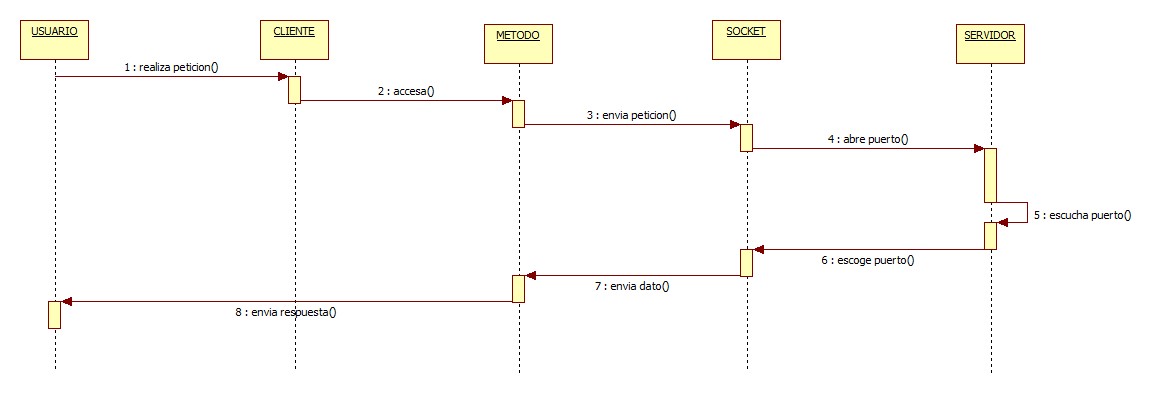 USUARIO
CLIENTE
METODO
SOCKET
SERVIDOR
1 : realiza peticion()
2 : accesa()
3 : envia peticion()
4 : abre puerto()
5 : escucha puerto()
6 : escoge puerto()
7 : envia dato()
8 : envia respuesta()